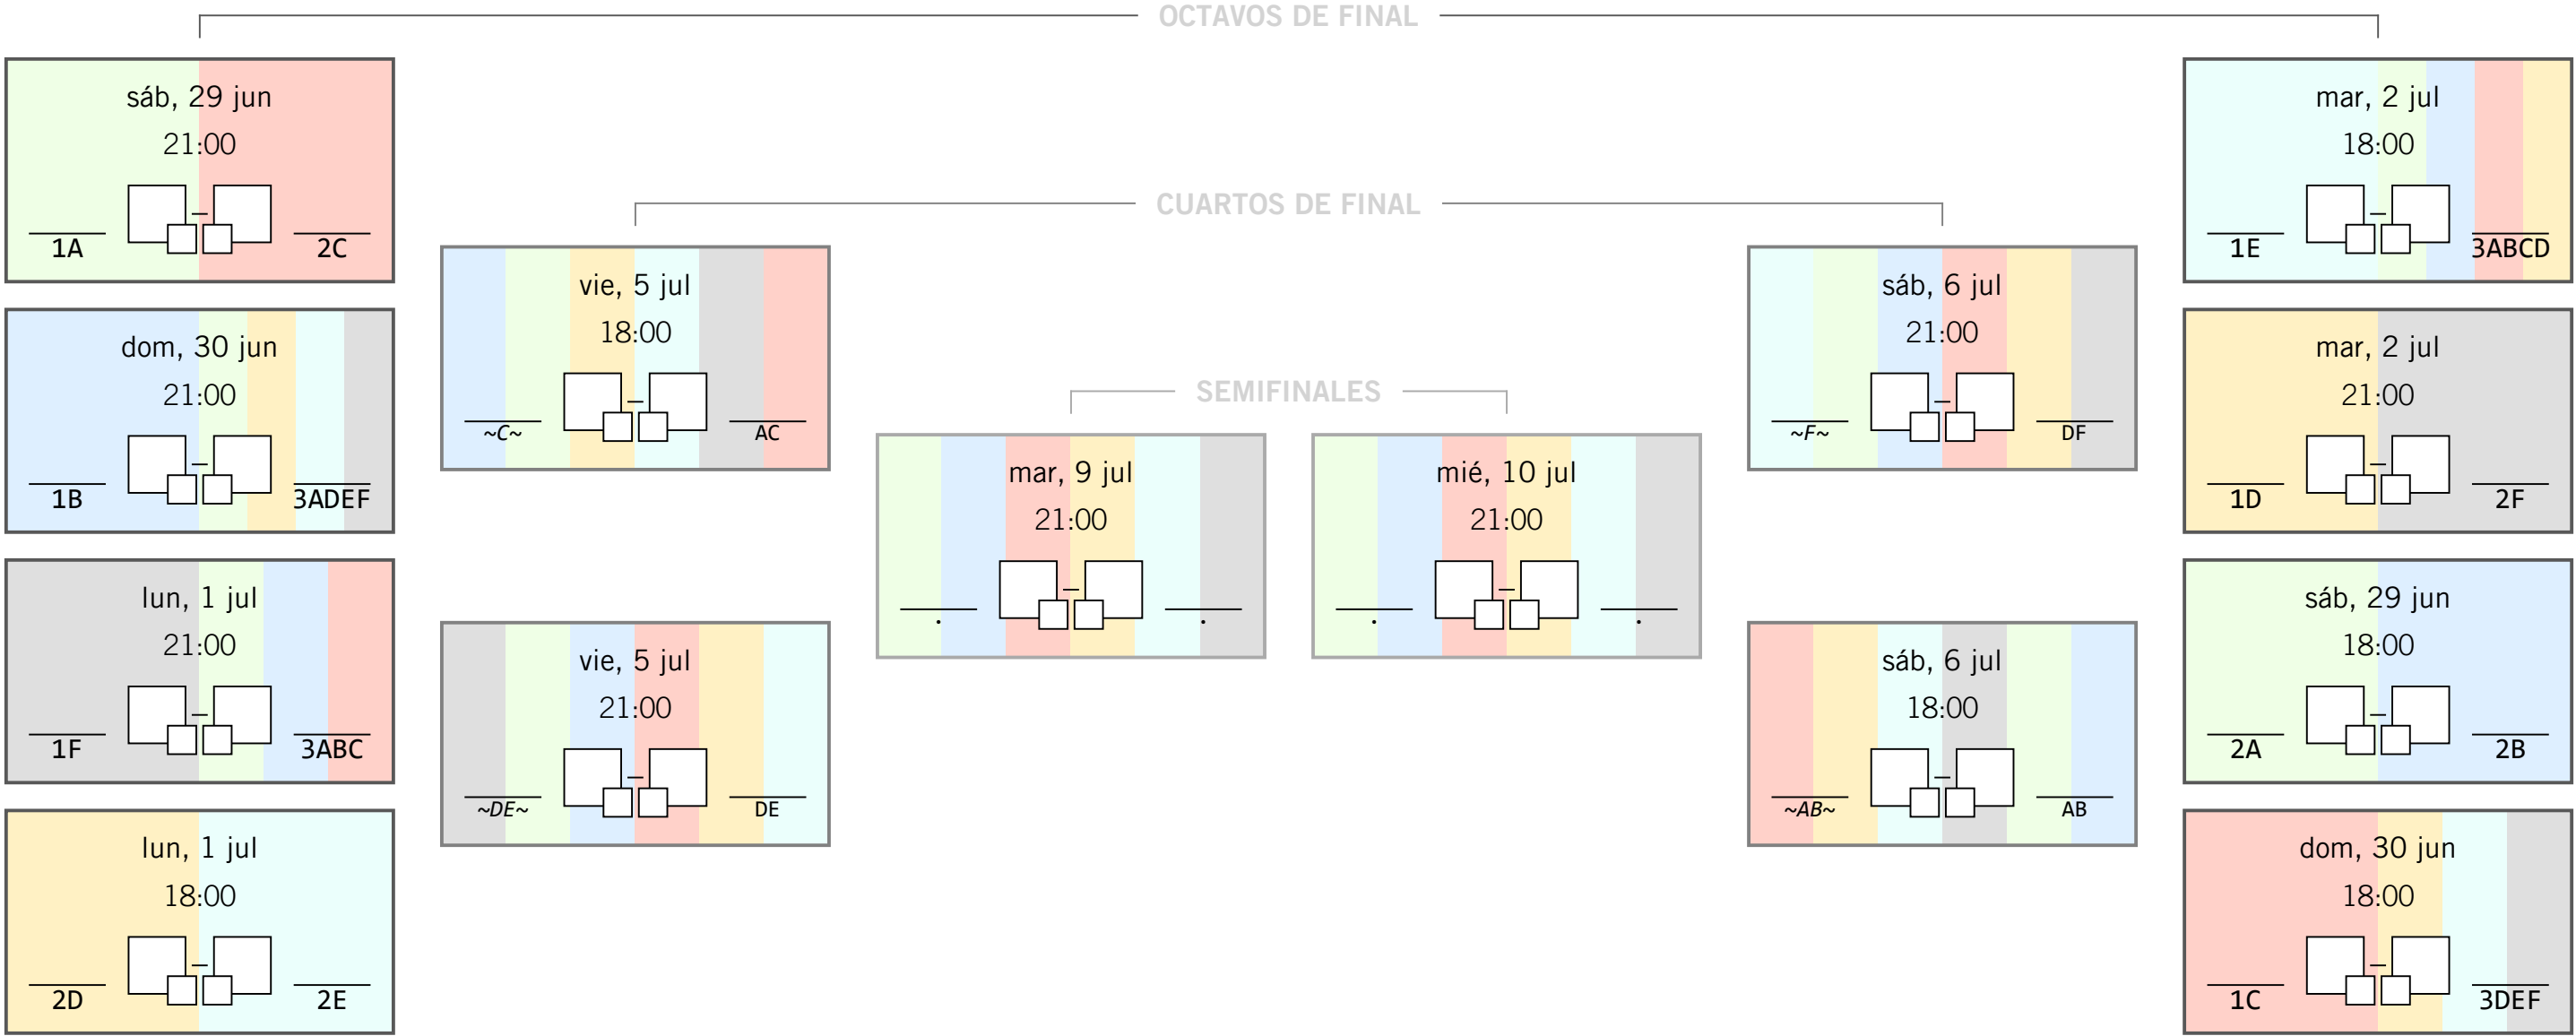 OCTAVOS DE FINAL
sáb, 29 jun
21:00
–
1A
2C
dom, 30 jun
21:00
–
1B
3ADEF
lun, 1 jul
21:00
–
1F
3ABC
lun, 1 jul
18:00
–
2D
2E
CUARTOS DE FINAL
vie, 5 jul
18:00
–
~C~
AC
vie, 5 jul
21:00
–
~DE~
DE
SEMIFINALES
mar, 9 jul
21:00
–
.
.
mié, 10 jul
21:00
–
.
.
sáb, 6 jul
21:00
–
~F~
DF
sáb, 6 jul
18:00
–
~AB~
AB
mar, 2 jul
18:00
–
1E
3ABCD
mar, 2 jul
21:00
–
1D
2F
sáb, 29 jun
18:00
–
2A
2B
dom, 30 jun
18:00
–
1C
3DEF